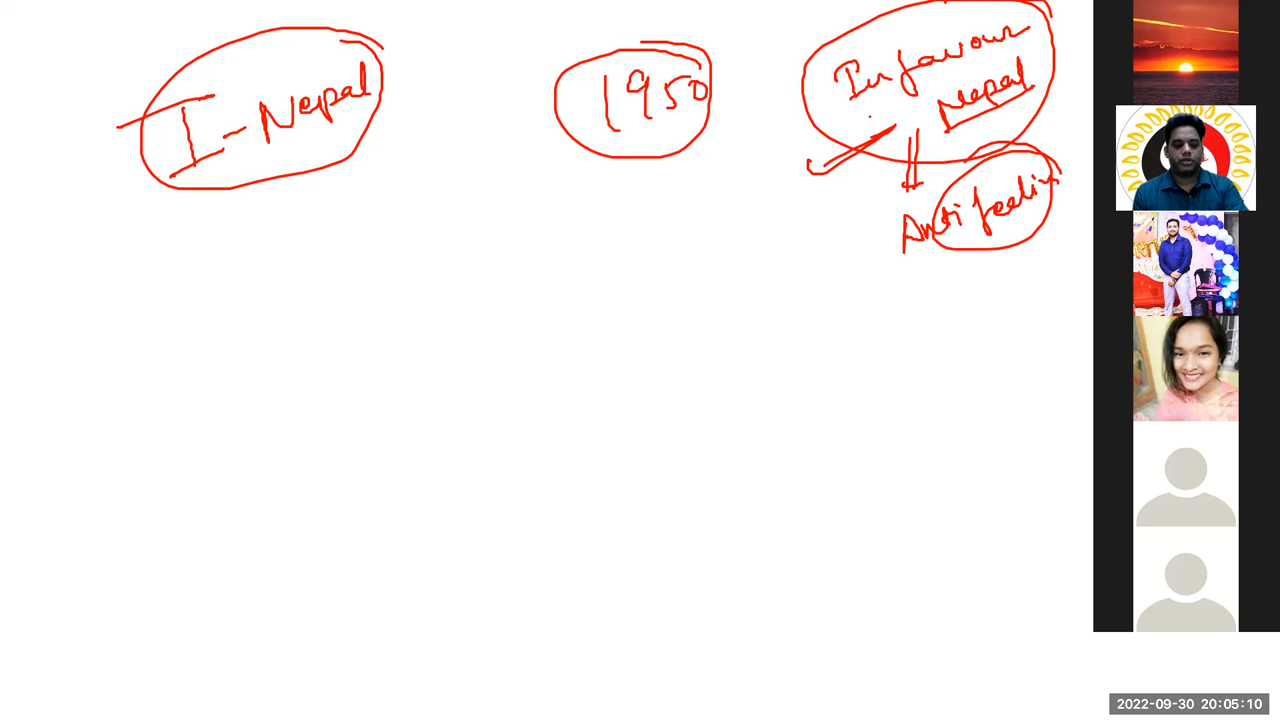 I - Nepal
1950
In favour
Nepal
Anti feelin
2022-09-30 20:05:10